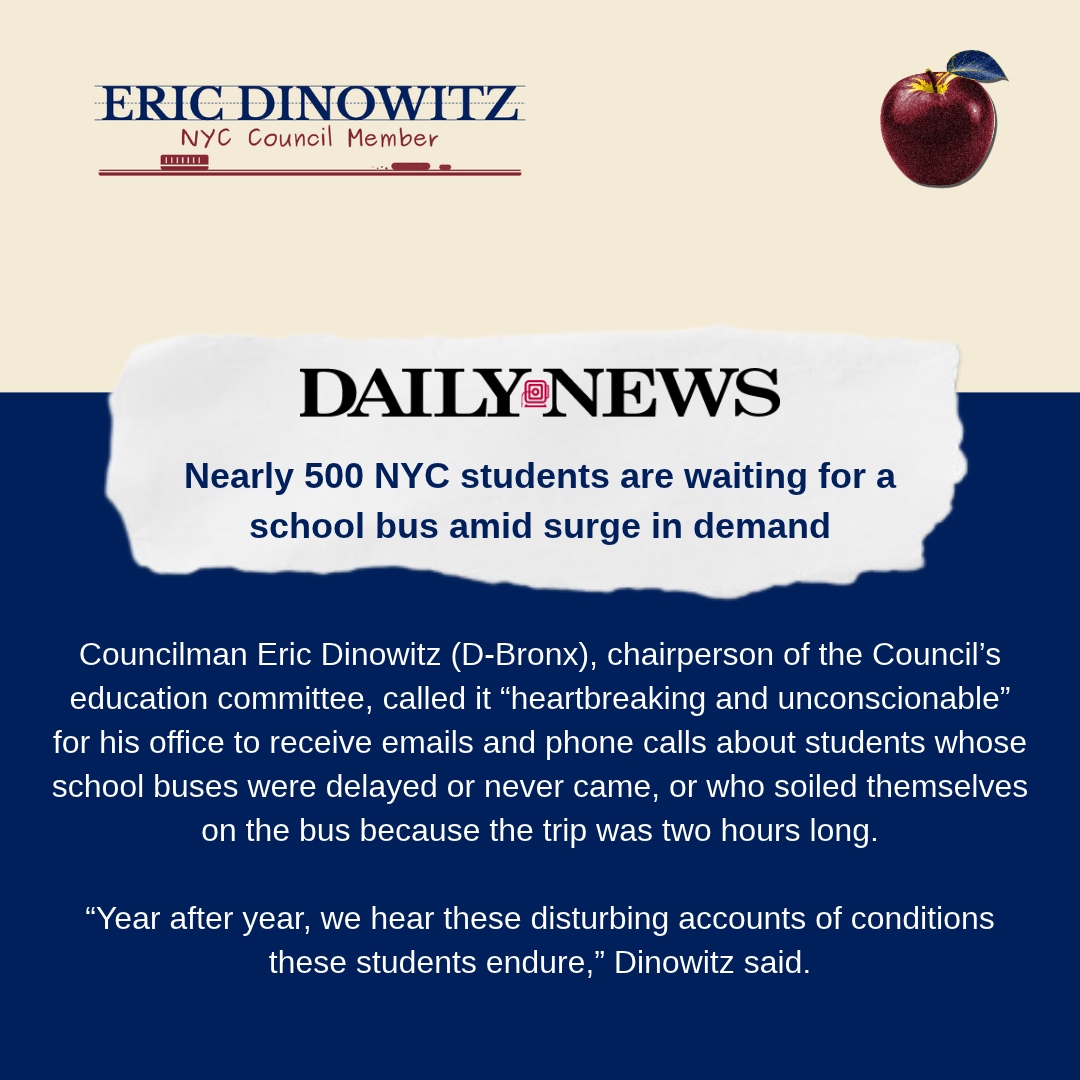 ERIC DINOWITZ
NYC Council Member
DAILY NEWS
Nearly 500 NYC students are waiting for a
school bus amid surge in demand
Councilman Eric Dinowitz (D-Bronx), chairperson of the Council’s
education committee, called it “heartbreaking and unconscionable”
for his office to receive emails and phone calls about students whose
school buses were delayed or never came, or who soiled themselves
on the bus because the trip was two hours long.
“Year after year, we hear these disturbing accounts of conditions
these students endure,” Dinowitz said.